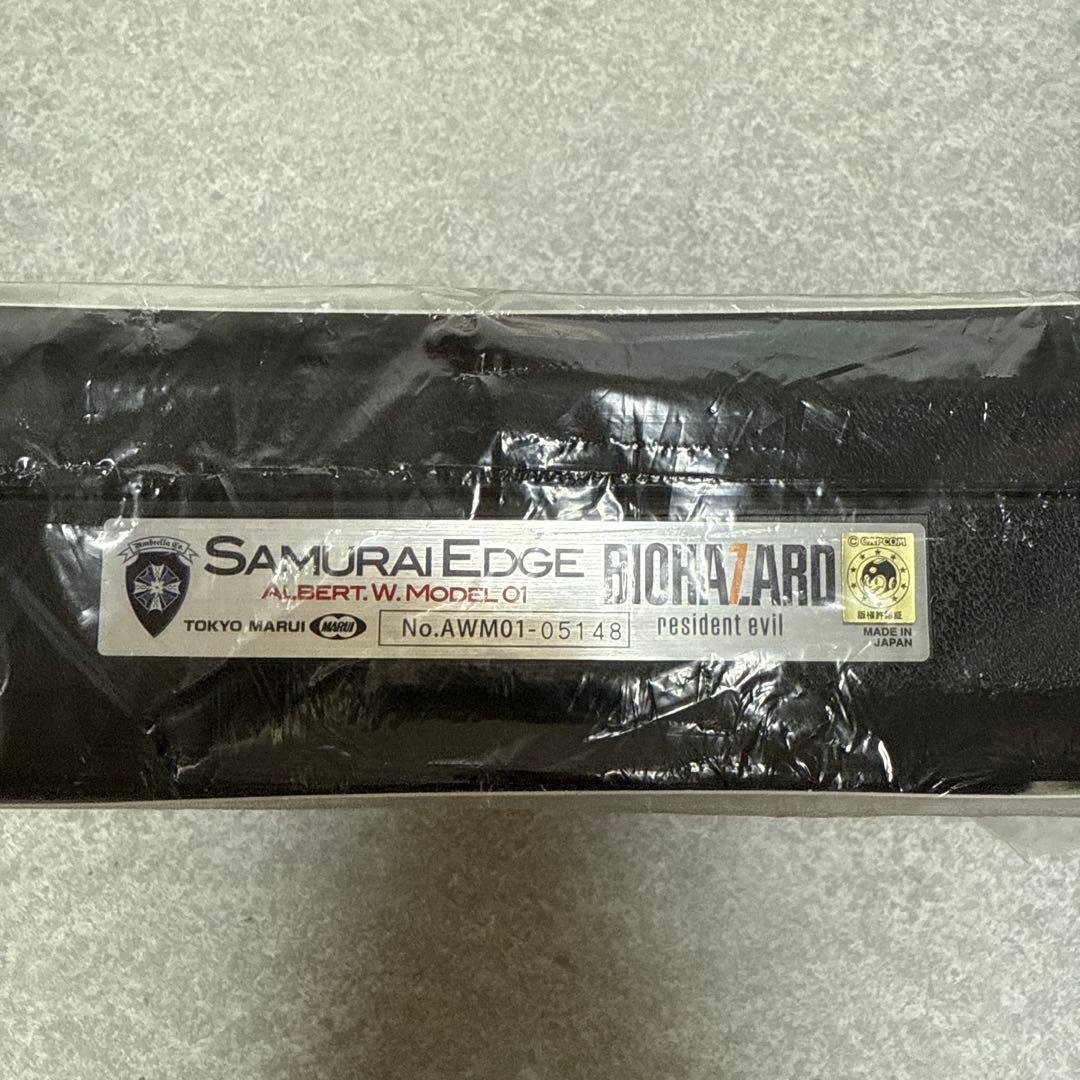 Umbrella Co.
SAMURAI EDGE
ALBERT. W. MODEL 01
TOKYO MARUI MARUI
No.AWM01-05148
BIOHAZARD
resident evil
© CAPCOM
版権許諾証
MADE IN
JAPAN